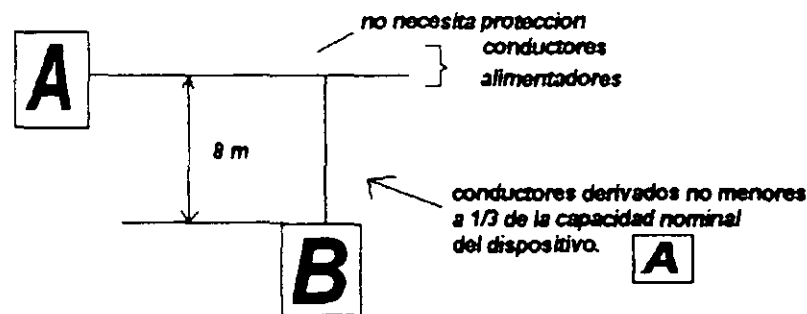 no necesita proteccion
conductores
alimentadores
A
8 m
conductores derivados no menores
a 1/3 de la capacidad nominal
del dispositivo.
A
B